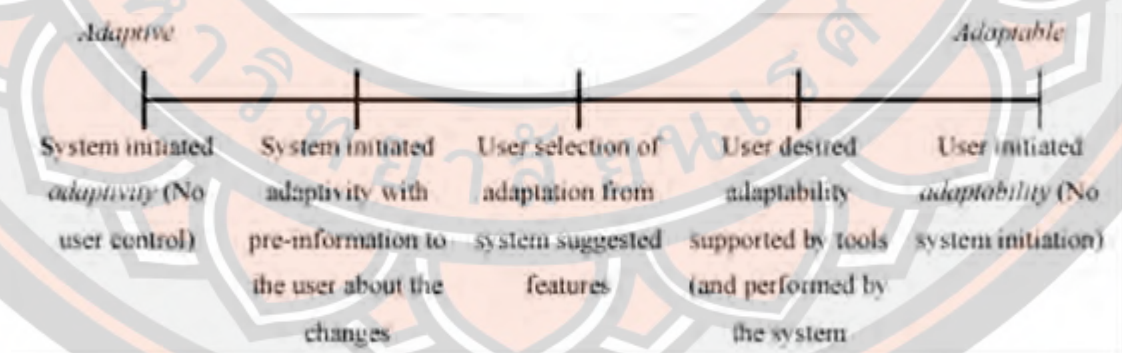 Adaptive
Adaptable
System initiated
adaptivity (No
user control)
System initiated
adaptivity with
pre-information to
the user about the
changes
User selection of
adaptation from
system suggested
features
User desired
adaptability
supported by tools
(and performed by
the system
User initiated
adaptability (No
system initiation)